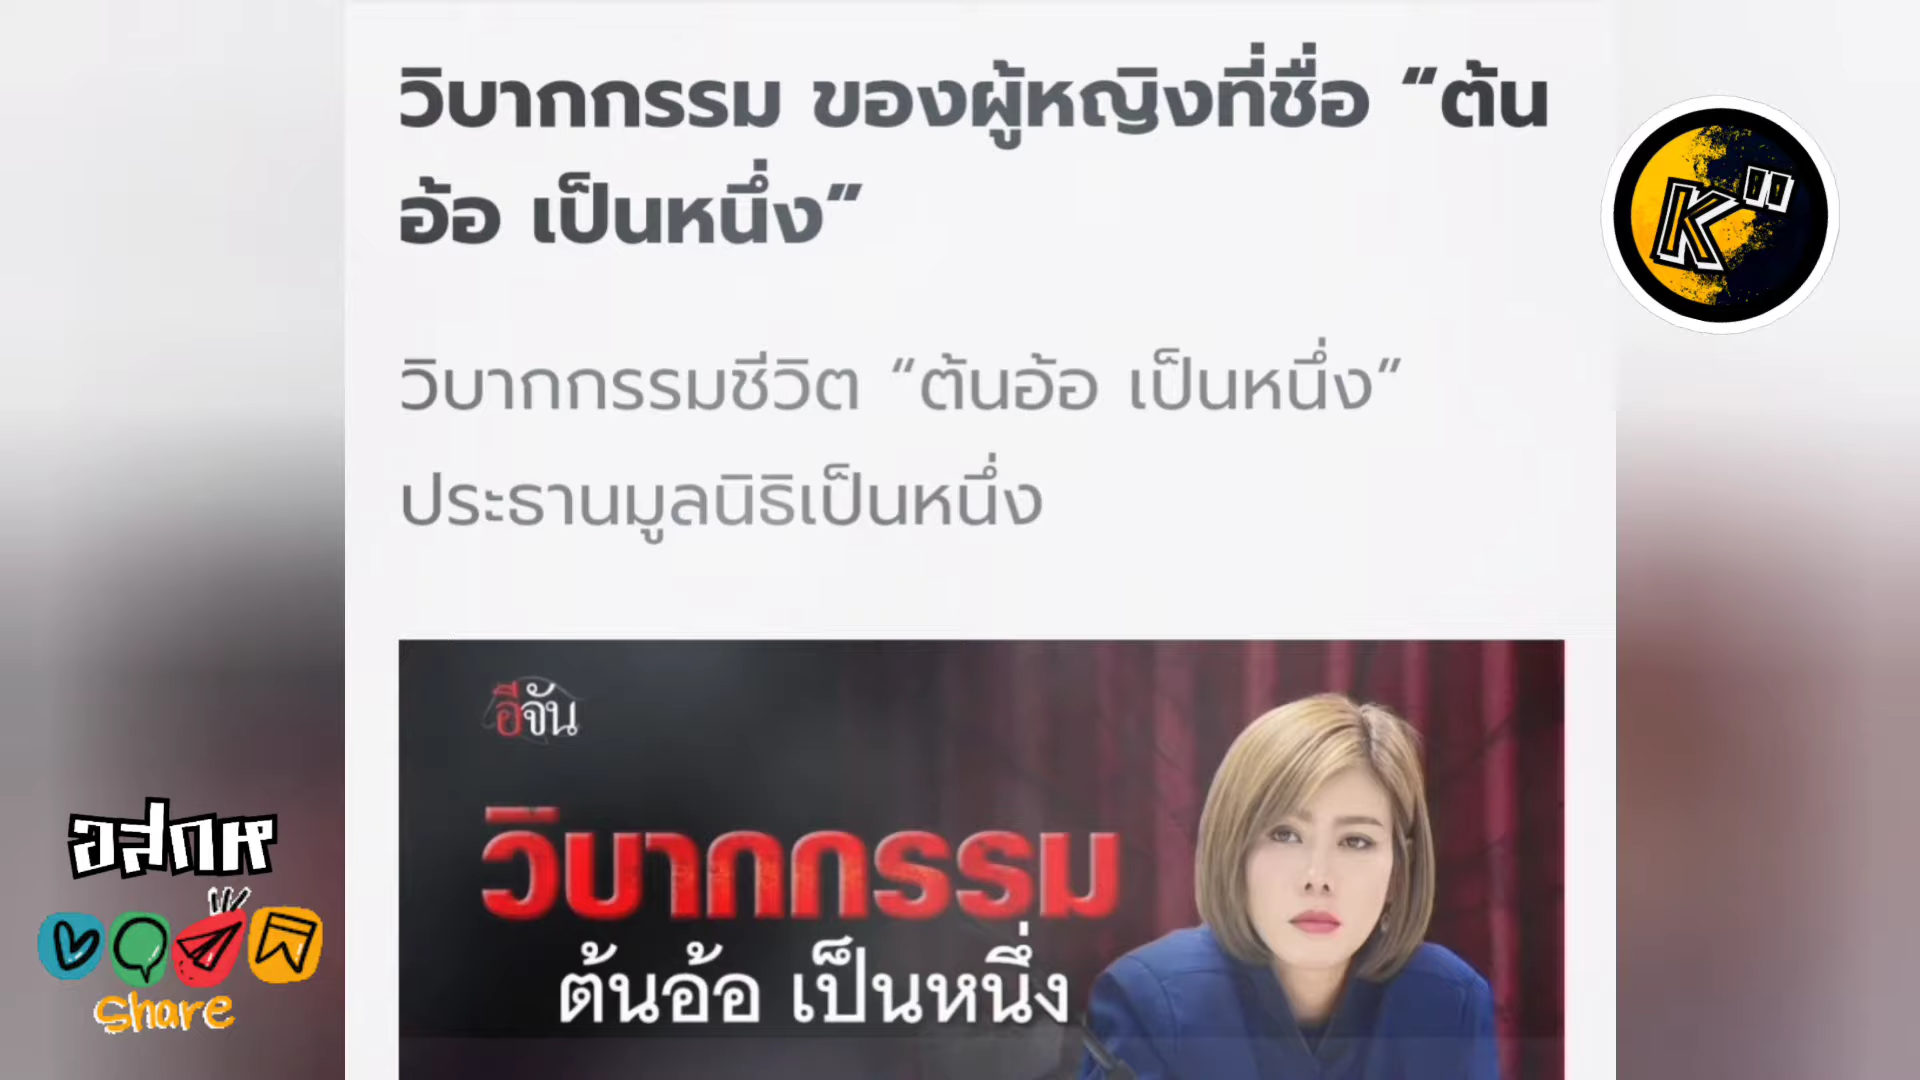 วิบากกรรม ของผู้หญิงที่ชื่อ “ต้น
อ้อ เป็นหนึ่ง”
K"
วิบากกรรมชีวิต “ต้นอ้อ เป็นหนึ่ง”
ประธานมูลนิธิเป็นหนึ่ง
อีจัน
วิบากกรรม
ต้นอ้อ เป็นหนึ่ง
อสกห
share